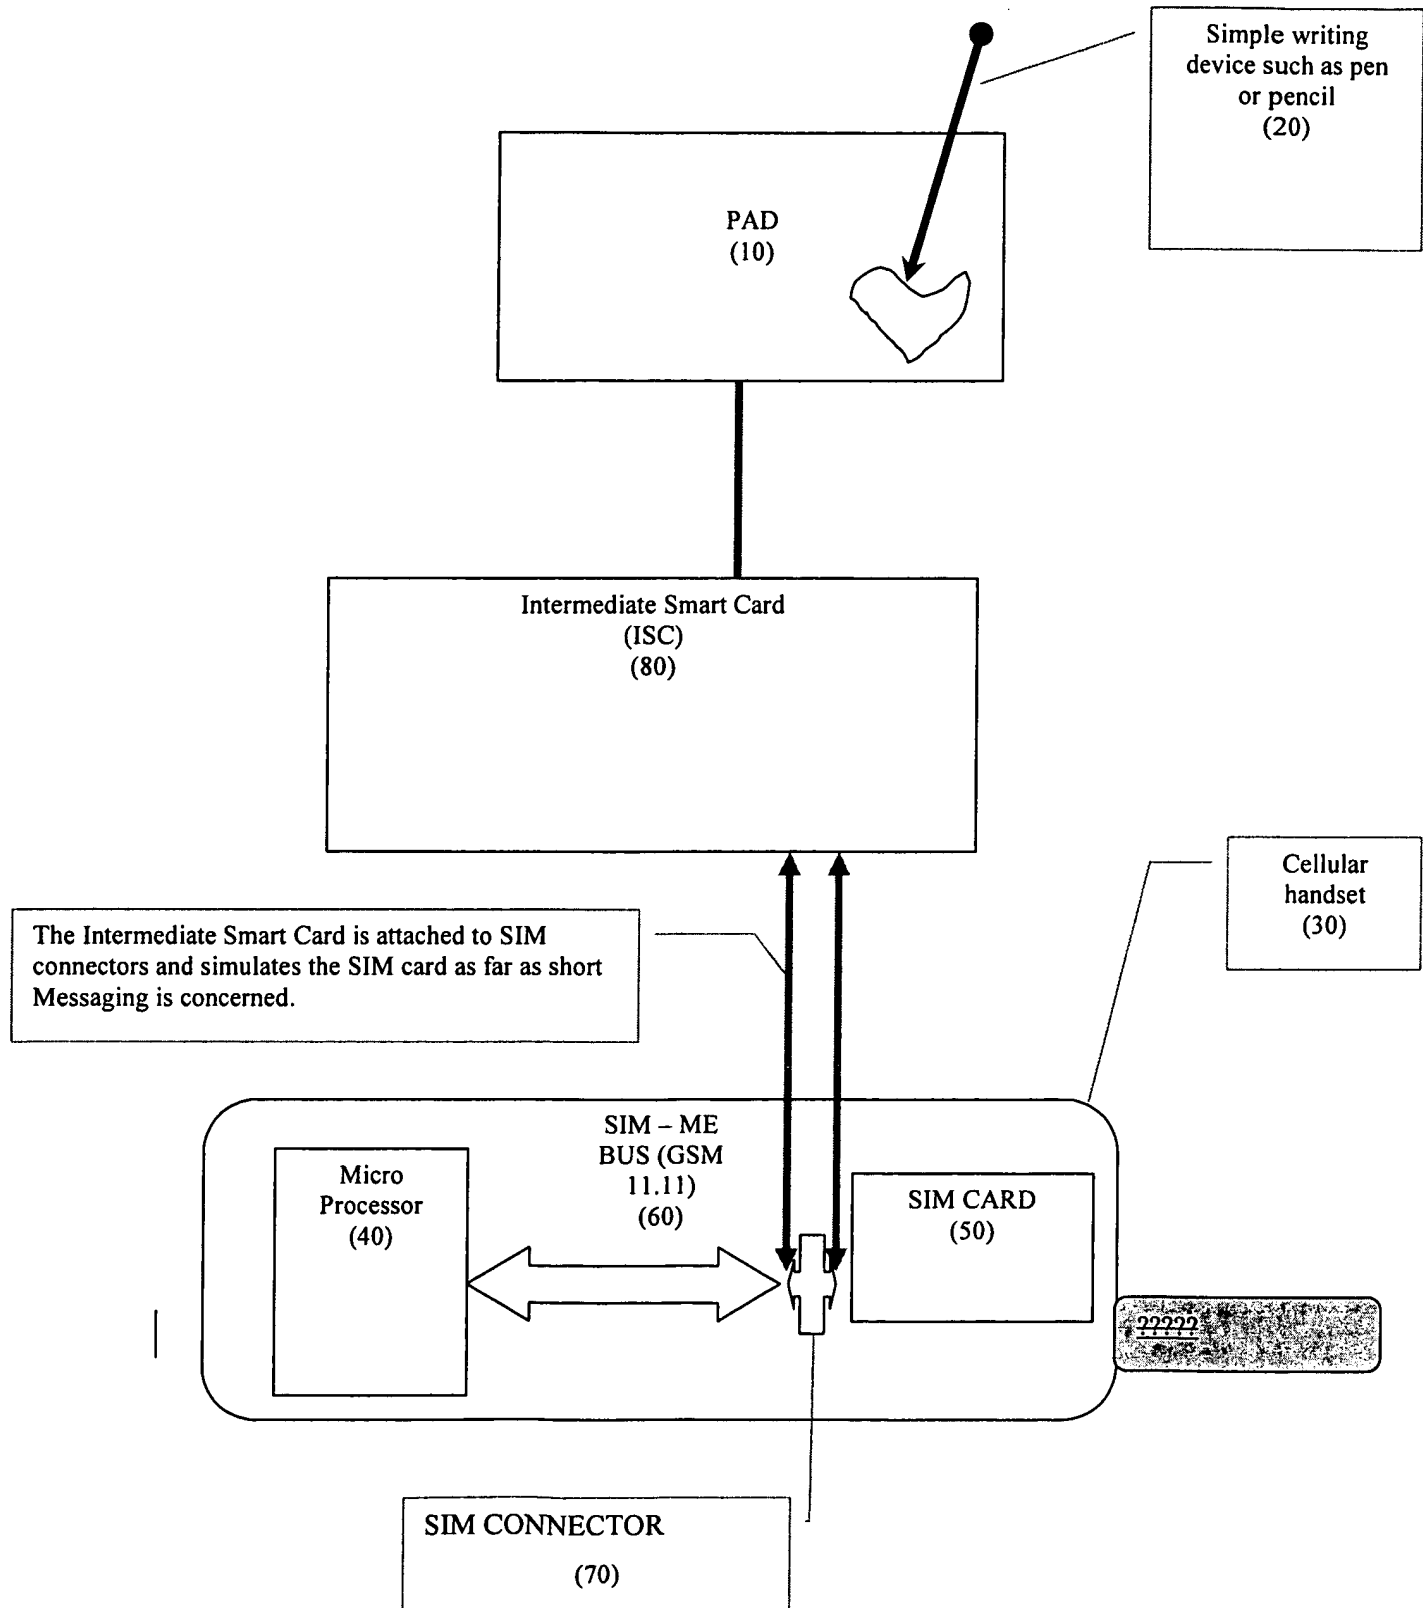 Simple writing
device such as pen
or pencil
(20)
PAD
(10)
Intermediate Smart Card
(ISC)
(80)
Cellular
handset
(30)
The Intermediate Smart Card is attached to SIM
connectors and simulates the SIM card as far as short
Messaging is concerned.
SIM – ME
BUS (GSM
11.11)
(60)
Micro
Processor
(40)
SIM CARD
(50)
?????
SIM CONNECTOR
(70)